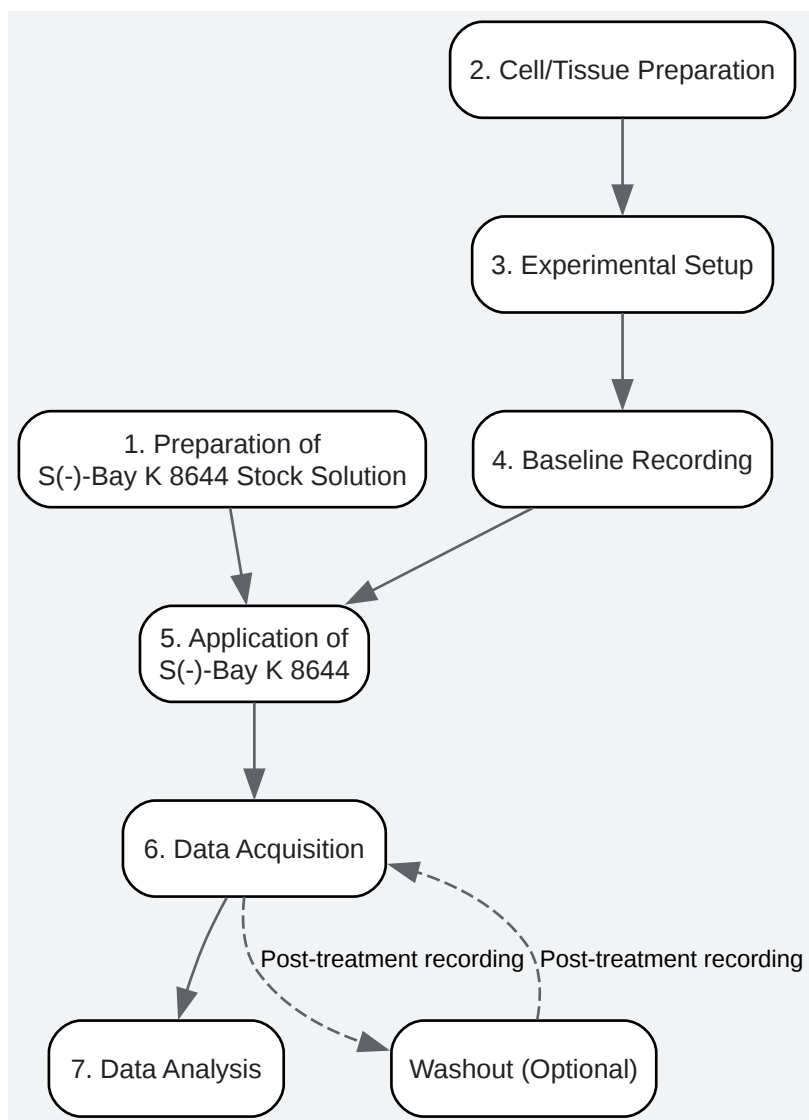 2. Cell/Tissue Preparation
3. Experimental Setup
1. Preparation of
S(-)-Bay K 8644 Stock Solution
4. Baseline Recording
5. Application of
S(-)-Bay K 8644
6. Data Acquisition
Post-treatment recording
Post-treatment recording
7. Data Analysis
Washout (Optional)